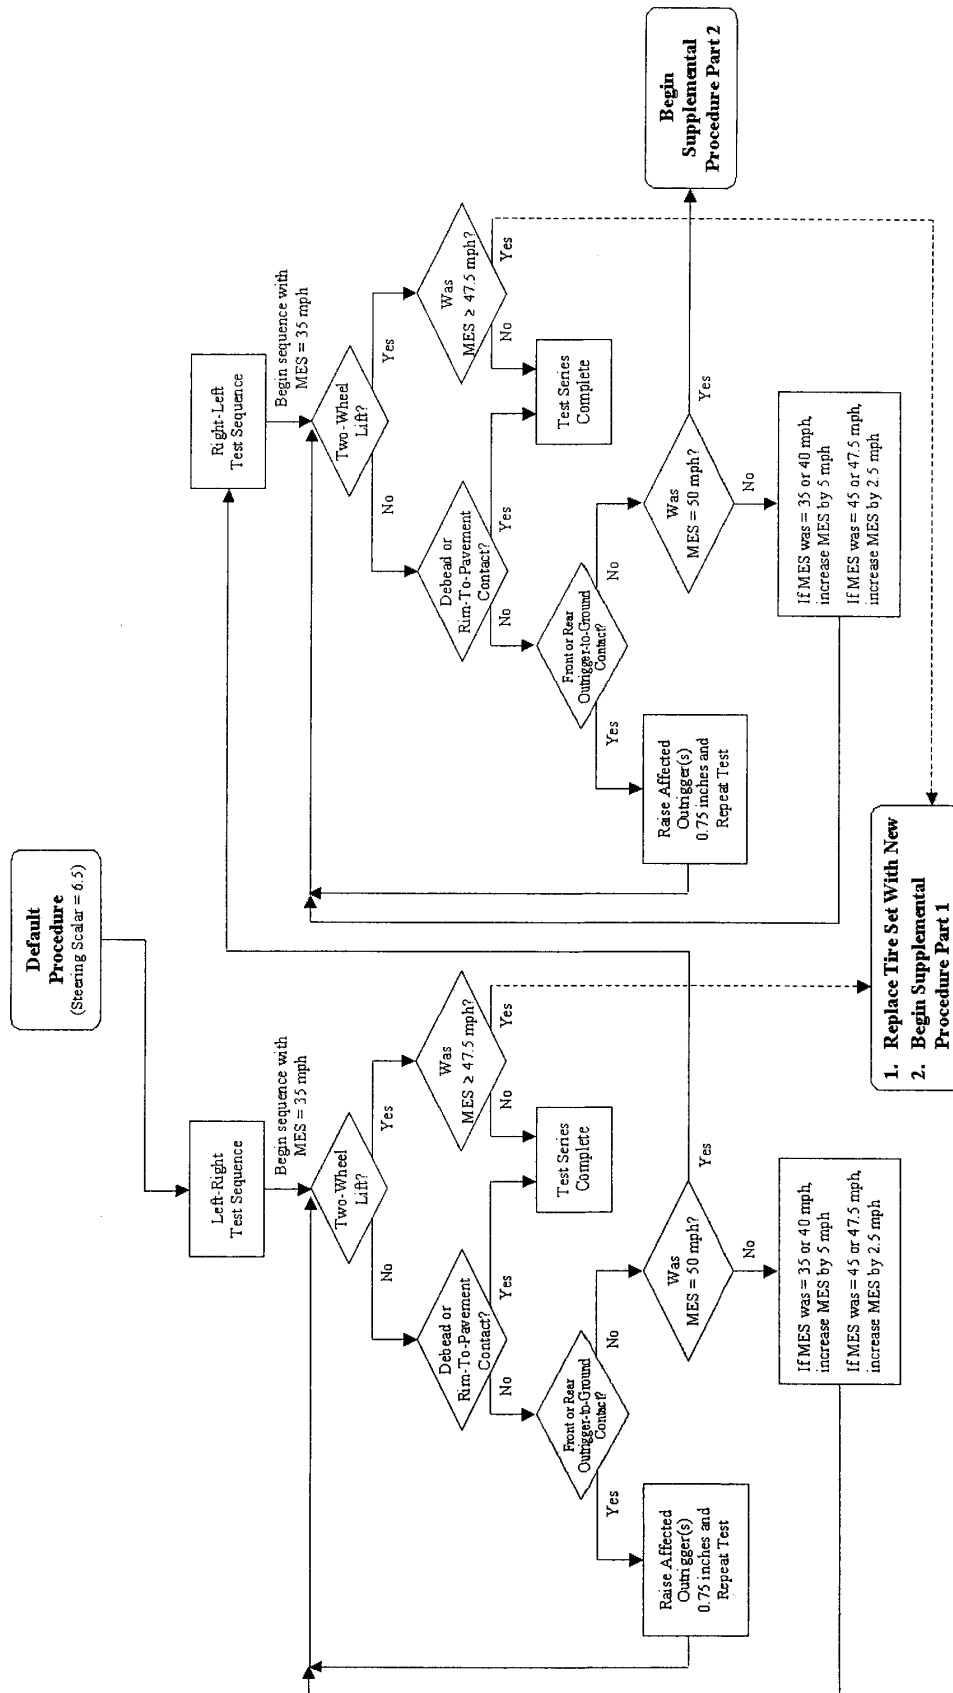 Default
Procedure
(Steering Scalar = 6.5)
Left-Right
Test Sequence
Begin sequence with
MES = 35 mph
Two-Wheel
Lift?
No
Yes
Debead or
Rim-To-Pavement
Contact?
Was
MES ≥ 47.5 mph?
No
Yes
No
Yes
Front or Rear
Outrigger-to-Ground
Contact?
Test Series
Complete
Yes
No
Raise Affected
Outrigger(s)
0.75 inches and
Repeat Test
Was
MES = 50 mph?
Yes
No
If MES was = 35 or 40 mph,
increase MES by 5 mph
If MES was = 45 or 47.5 mph,
increase MES by 2.5 mph
Right-Left
Test Sequence
Begin sequence with
MES = 35 mph
Two-Wheel
Lift?
No
Yes
Debead or
Rim-To-Pavement
Contact?
Was
MES ≥ 47.5 mph?
No
Yes
No
Yes
Front or Rear
Outrigger-to-Ground
Contact?
Test Series
Complete
Yes
No
Raise Affected
Outrigger(s)
0.75 inches and
Repeat Test
Was
MES = 50 mph?
Yes
No
If MES was = 35 or 40 mph,
increase MES by 5 mph
If MES was = 45 or 47.5 mph,
increase MES by 2.5 mph
Begin
Supplemental
Procedure Part 2
1. Replace Tire Set With New
2. Begin Supplemental
Procedure Part 1